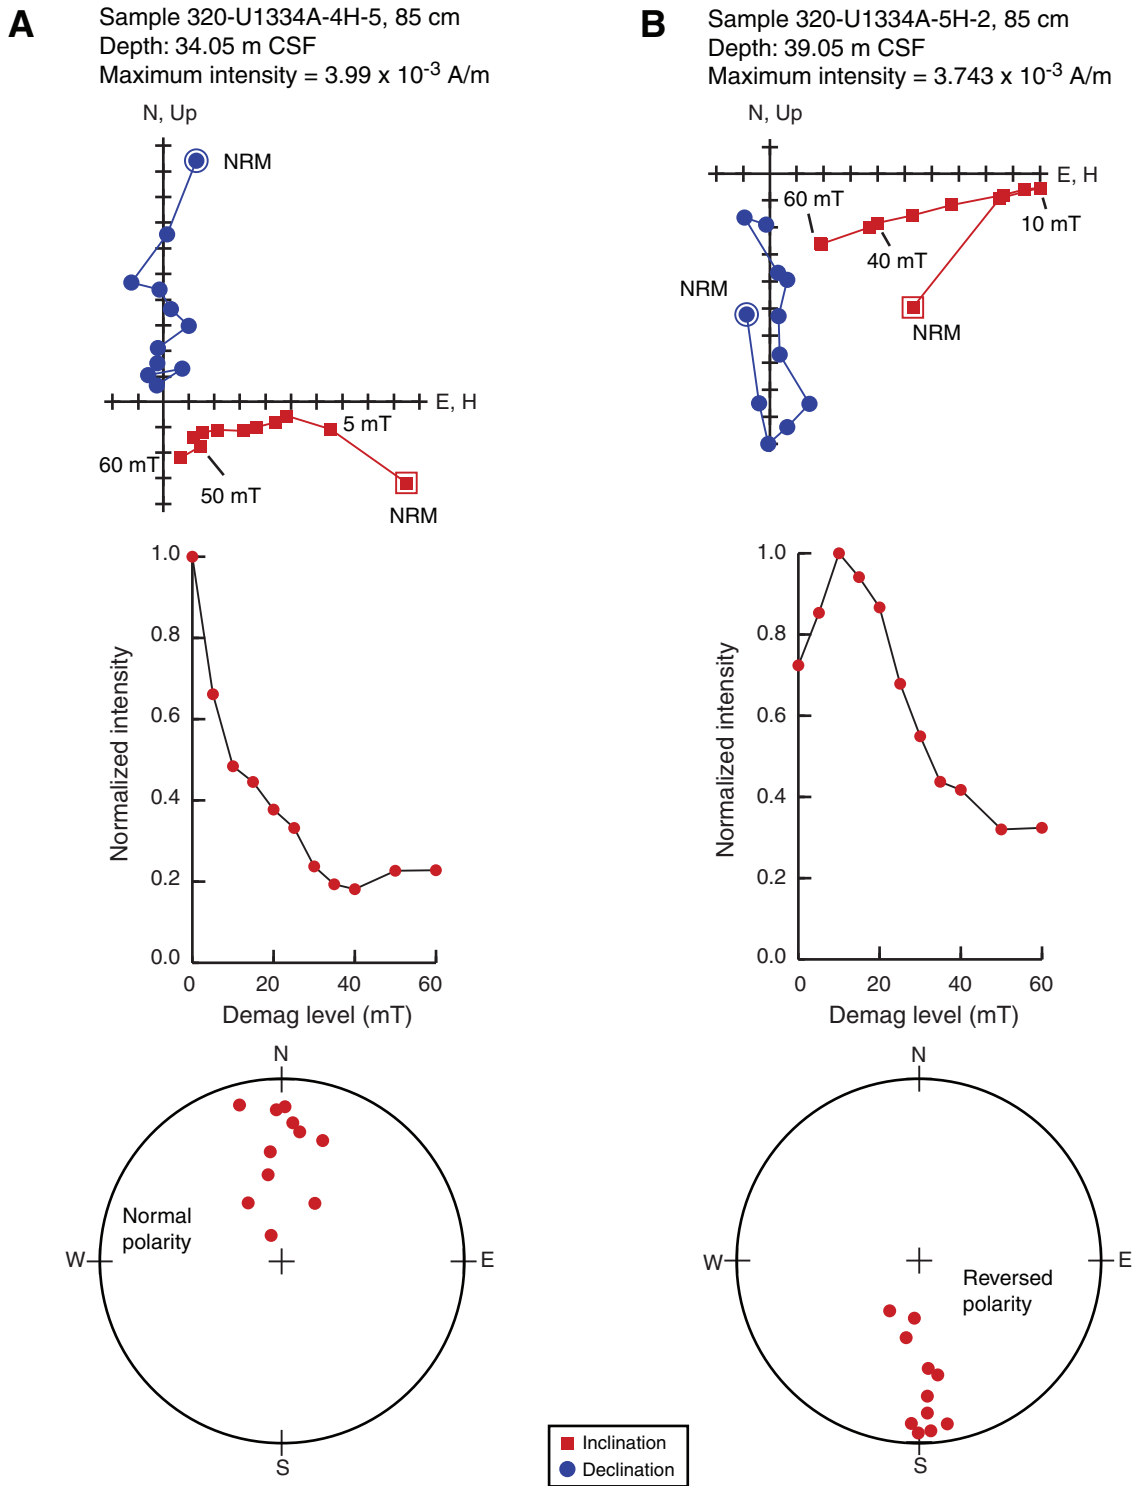 A
Sample 320-U1334A-4H-5, 85 cm
Depth: 34.05 m CSF
Maximum intensity = 3.99 x 10-3 A/m
N, Up
NRM
E, H
5 mT
60 mT
50 mT
NRM
1.0
0.8
0.6
0.4
0.2
0.0
Normalized intensity
0 20 40 60
Demag level (mT)
N
Normal
polarity
W
E
S
B
Sample 320-U1334A-5H-2, 85 cm
Depth: 39.05 m CSF
Maximum intensity = 3.743 x 10-3 A/m
N, Up
E, H
60 mT
10 mT
40 mT
NRM
NRM
1.0
0.8
0.6
0.4
0.2
0.0
Normalized intensity
0 20 40 60
Demag level (mT)
N
W
E
Reversed
polarity
S
Inclination
Declination